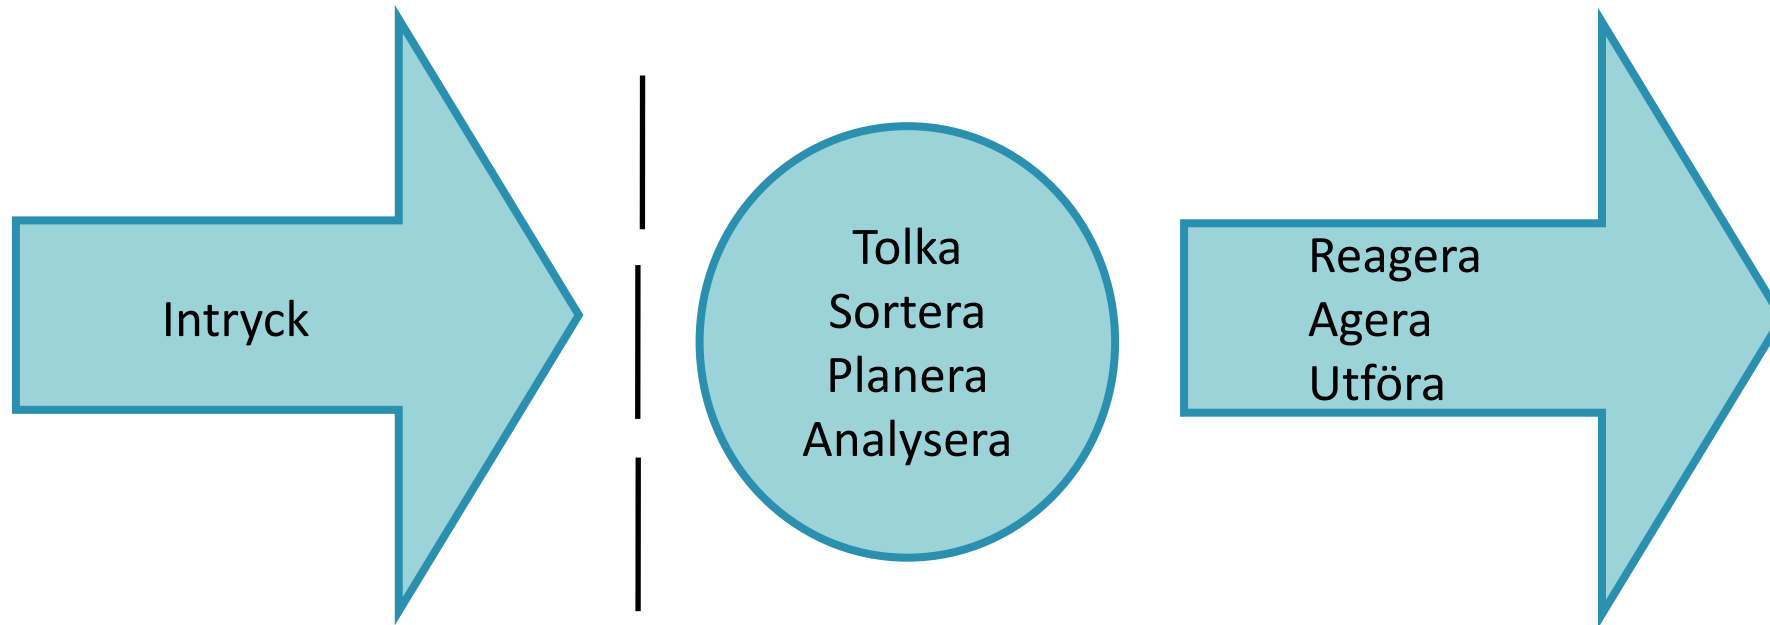 Intryck
Tolka
Sortera
Planera
Analysera
Reagera
Agera
Utföra